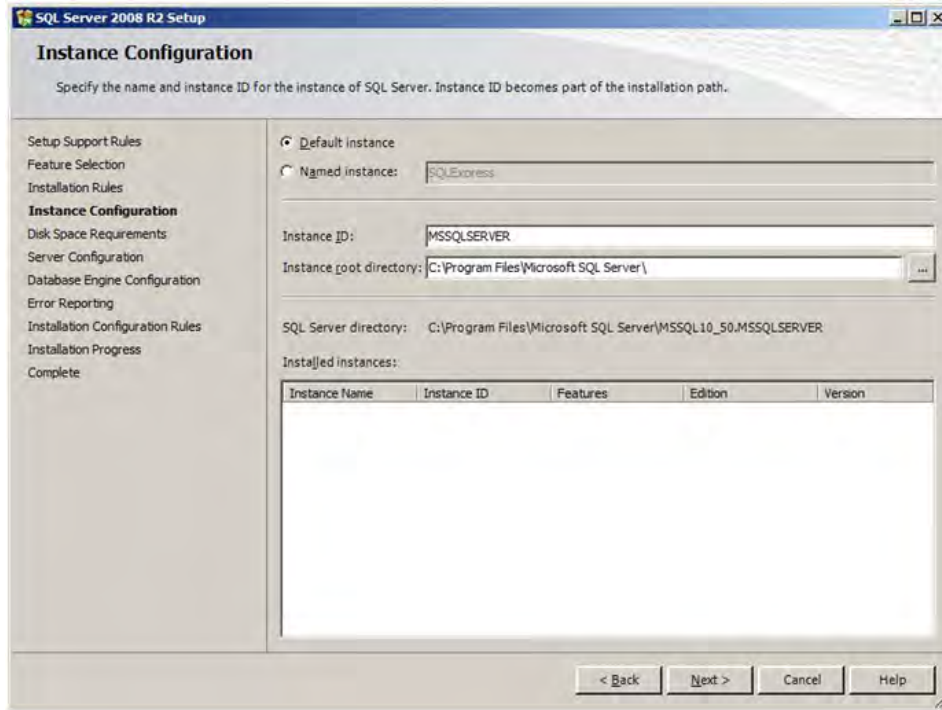 SQL Server 2008 R2 Setup
Instance Configuration
Specify the name and instance ID for the instance of SQL Server. Instance ID becomes part of the installation path.
Setup Support Rules
Feature Selection
Installation Rules
Instance Configuration
Disk Space Requirements
Server Configuration
Database Engine Configuration
Error Reporting
Installation Configuration Rules
Installation Progress
Complete
Default instance
Named instance: SQLExpress
Instance ID: MSSQLSERVER
Instance root directory: C:\Program Files\Microsoft SQL Server\ ...
SQL Server directory: C:\Program Files\Microsoft SQL Server\MSSQL10_50.MSSQLSERVER
Installed instances:
Instance Name Instance ID Features Edition Version
< Back Next > Cancel Help